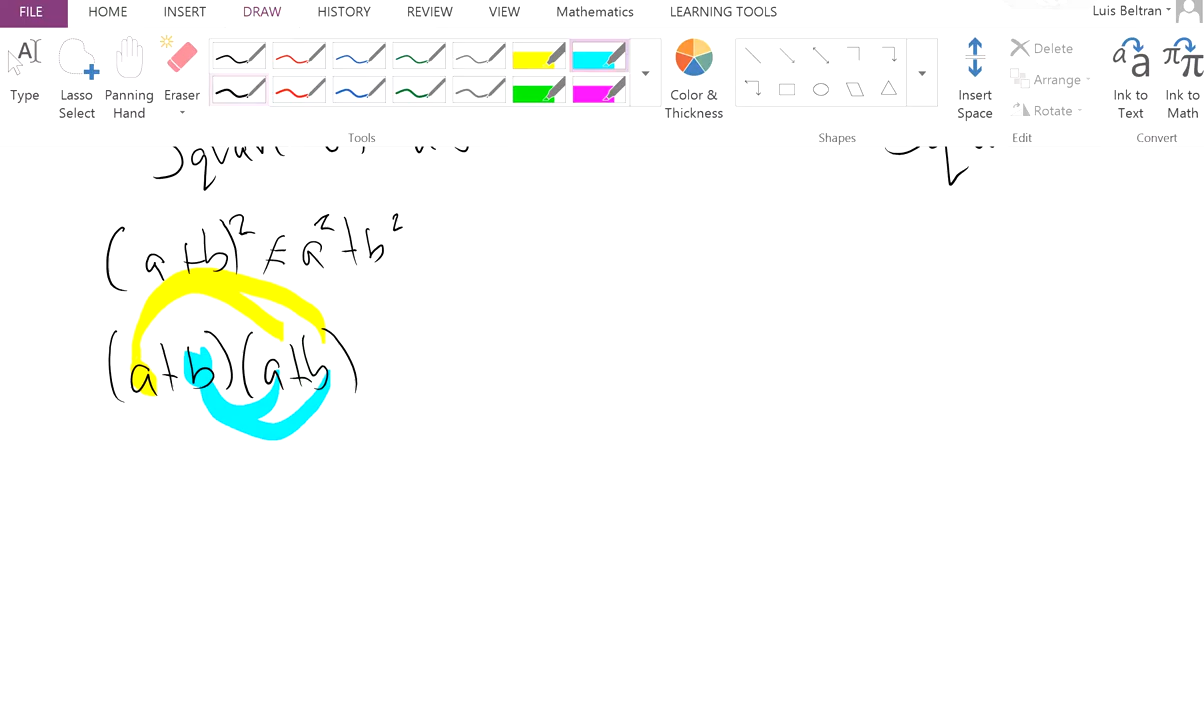 FILE HOME INSERT DRAW HISTORY REVIEW VIEW Mathematics LEARNING TOOLS Luis Beltran
Type Lasso Select Panning Hand Eraser Color & Thickness Insert Space Delete Arrange Rotate Ink to Text Ink to Math
Tools Shapes Edit Convert
(a+b)² ≠ a²+b²
(a+b)(a+b)